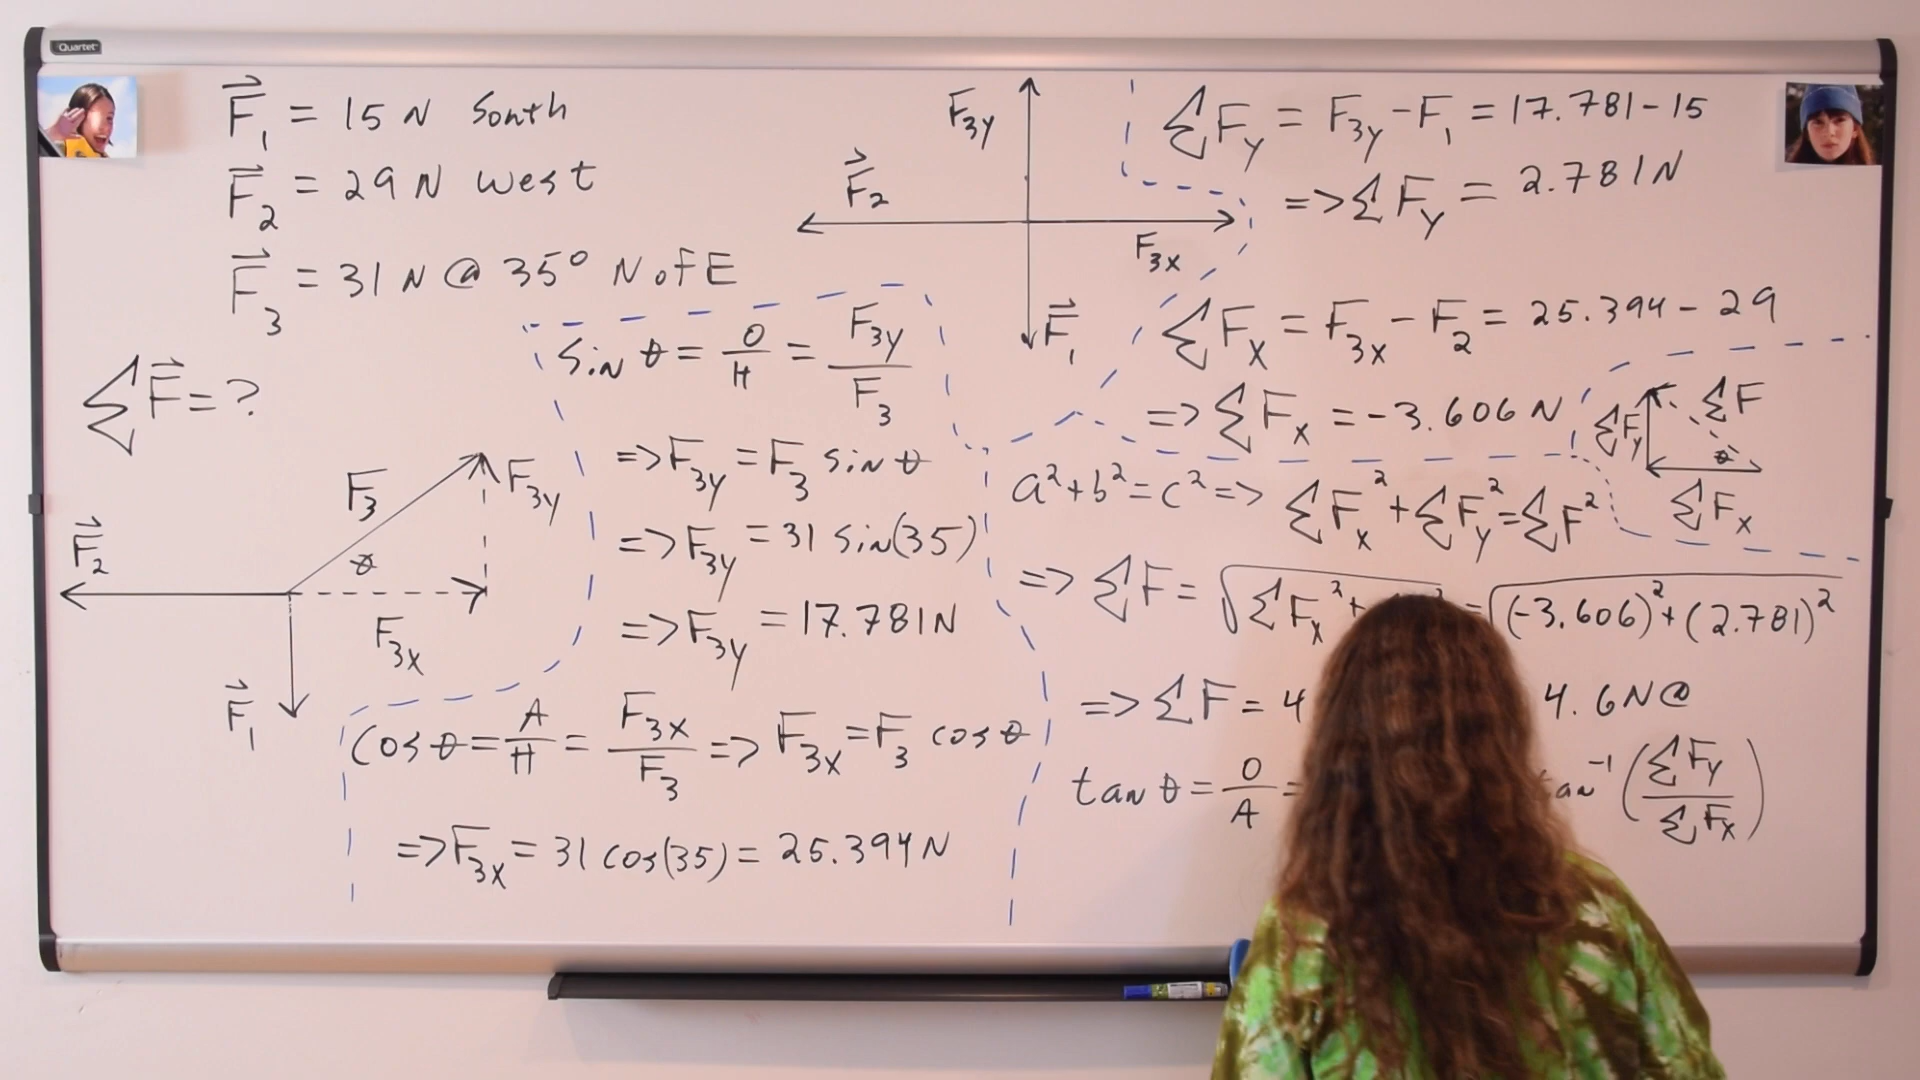 Quartet
F₁ = 15 N South
F₂ = 29 N west
F₃ = 31 N @ 35° N of E
ΣF = ?
F₃
F₃y
F₂
θ
F₃x
F₁
sin θ = O/H = F₃y/F₃
=> F₃y = F₃ sin θ
=> F₃y = 31 sin(35)
=> F₃y = 17.781 N
cos θ = A/H = F₃x/F₃ => F₃x = F₃ cos θ
=> F₃x = 31 cos(35) = 25.394 N
F₃y
F₂
F₃x
F₁
ΣFy = F₃y - F₁ = 17.781 - 15
=> ΣFy = 2.781 N
ΣFx = F₃x - F₂ = 25.394 - 29
=> ΣFx = -3.606 N
ΣFy
ΣF
θ
ΣFx
a² + b² = c² => ΣFx² + ΣFy² = ΣF²
=> ΣF = √ΣFx² + ² = √(-3.606)² + (2.781)²
=> ΣF = 4 4.6 N @
tan θ = O/A = tan⁻¹(ΣFy/ΣFx)